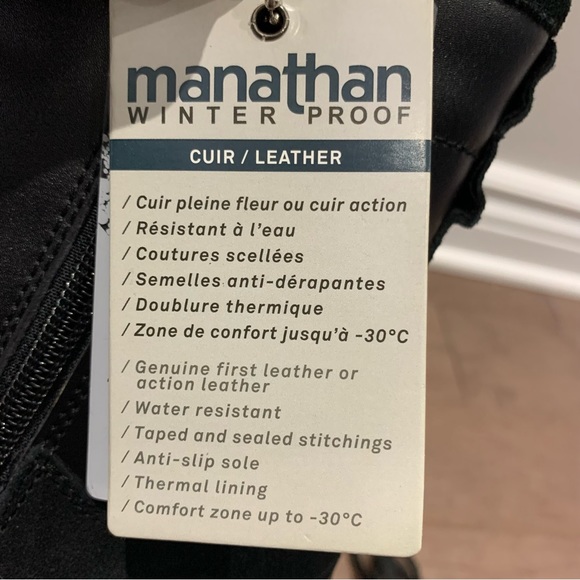 manathan
WINTER PROOF
CUIR / LEATHER
/ Cuir pleine fleur ou cuir action
/ Résistant à l'eau
/ Coutures scellées
/ Semelles anti-dérapantes
/ Doublure thermique
/ Zone de confort jusqu'à -30°C
/ Genuine first leather or
action leather
/ Water resistant
/ Taped and sealed stitchings
/ Anti-slip sole
/ Thermal lining
/ Comfort zone up to -30°C